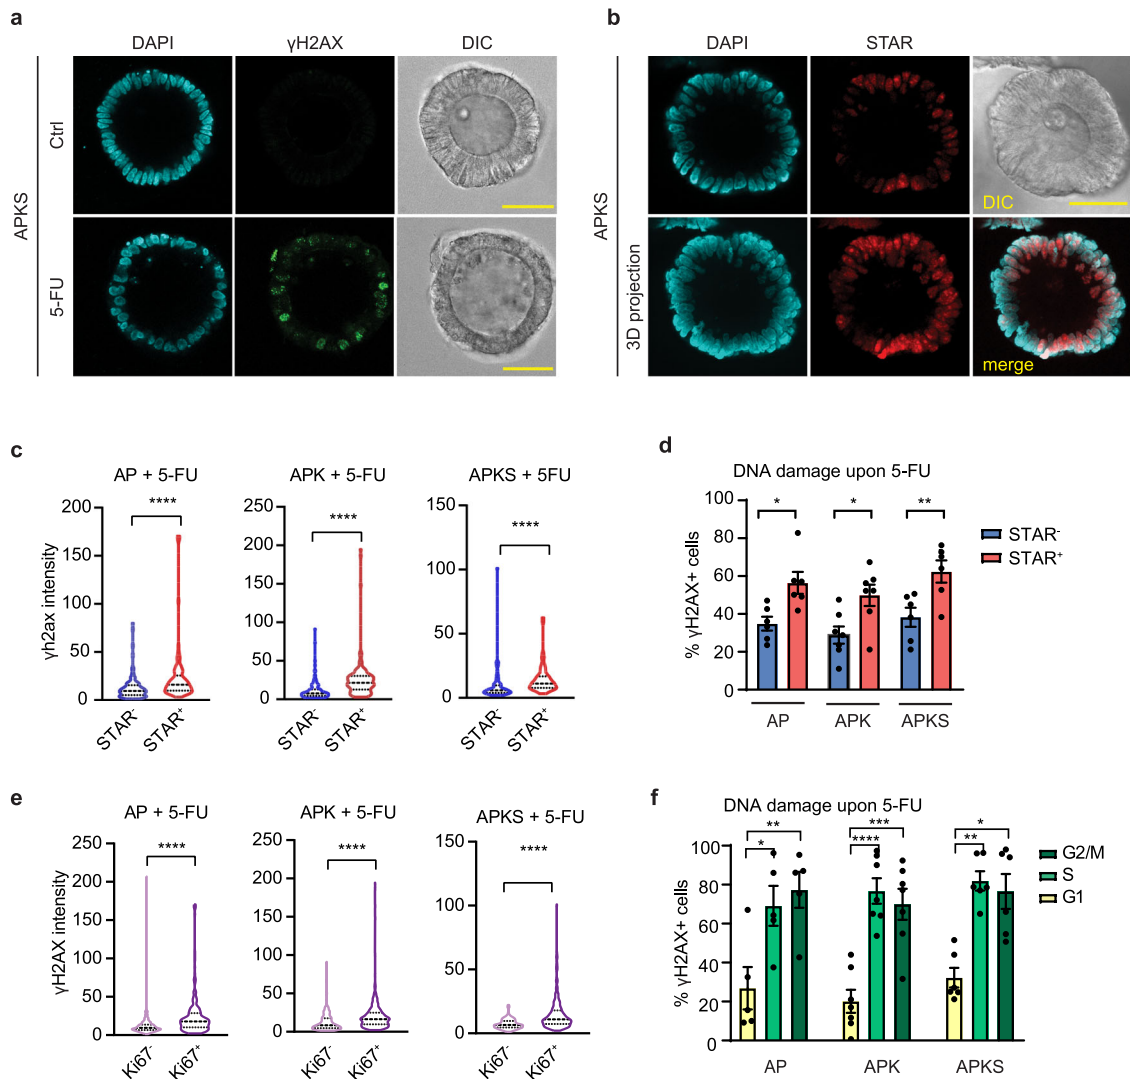 a
DAPI γH2AX DIC
APKS
Ctrl
5-FU
b
DAPI STAR
APKS
DIC
3D projection
merge
c
AP + 5-FU
APK + 5-FU
APKS + 5FU
γh2ax intensity
****
200
150
100
50
0
STAR-
STAR+
****
250
200
150
100
50
0
STAR-
STAR+
****
150
100
50
0
STAR-
STAR+
d
DNA damage upon 5-FU
% γH2AX+ cells
100
80
60
40
20
0
* * **
AP APK APKS
STAR-
STAR+
e
AP + 5-FU
APK + 5-FU
APKS + 5-FU
γH2AX intensity
****
250
200
150
100
50
0
Ki67-
Ki67+
****
250
200
150
100
50
0
Ki67-
Ki67+
****
150
100
50
0
Ki67-
Ki67+
f
DNA damage upon 5-FU
% γH2AX+ cells
100
80
60
40
20
0
** *** *
* **** **
AP APK APKS
G2/M
S
G1